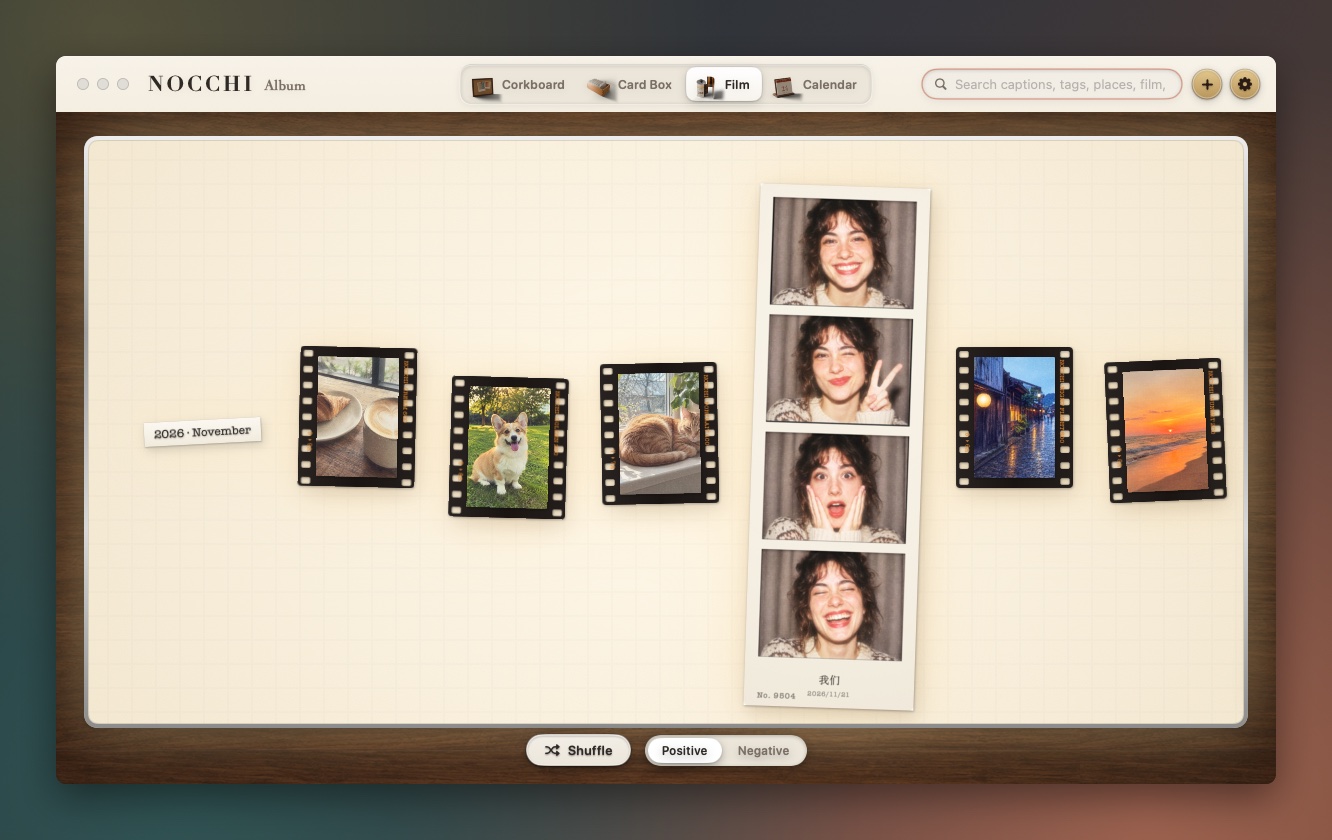 NOCCHI Album
Corkboard
Card Box
Film
Calendar
Search captions, tags, places, film,
2026 · November
我们
No. 9804
2026/11/21
Shuffle
Positive
Negative